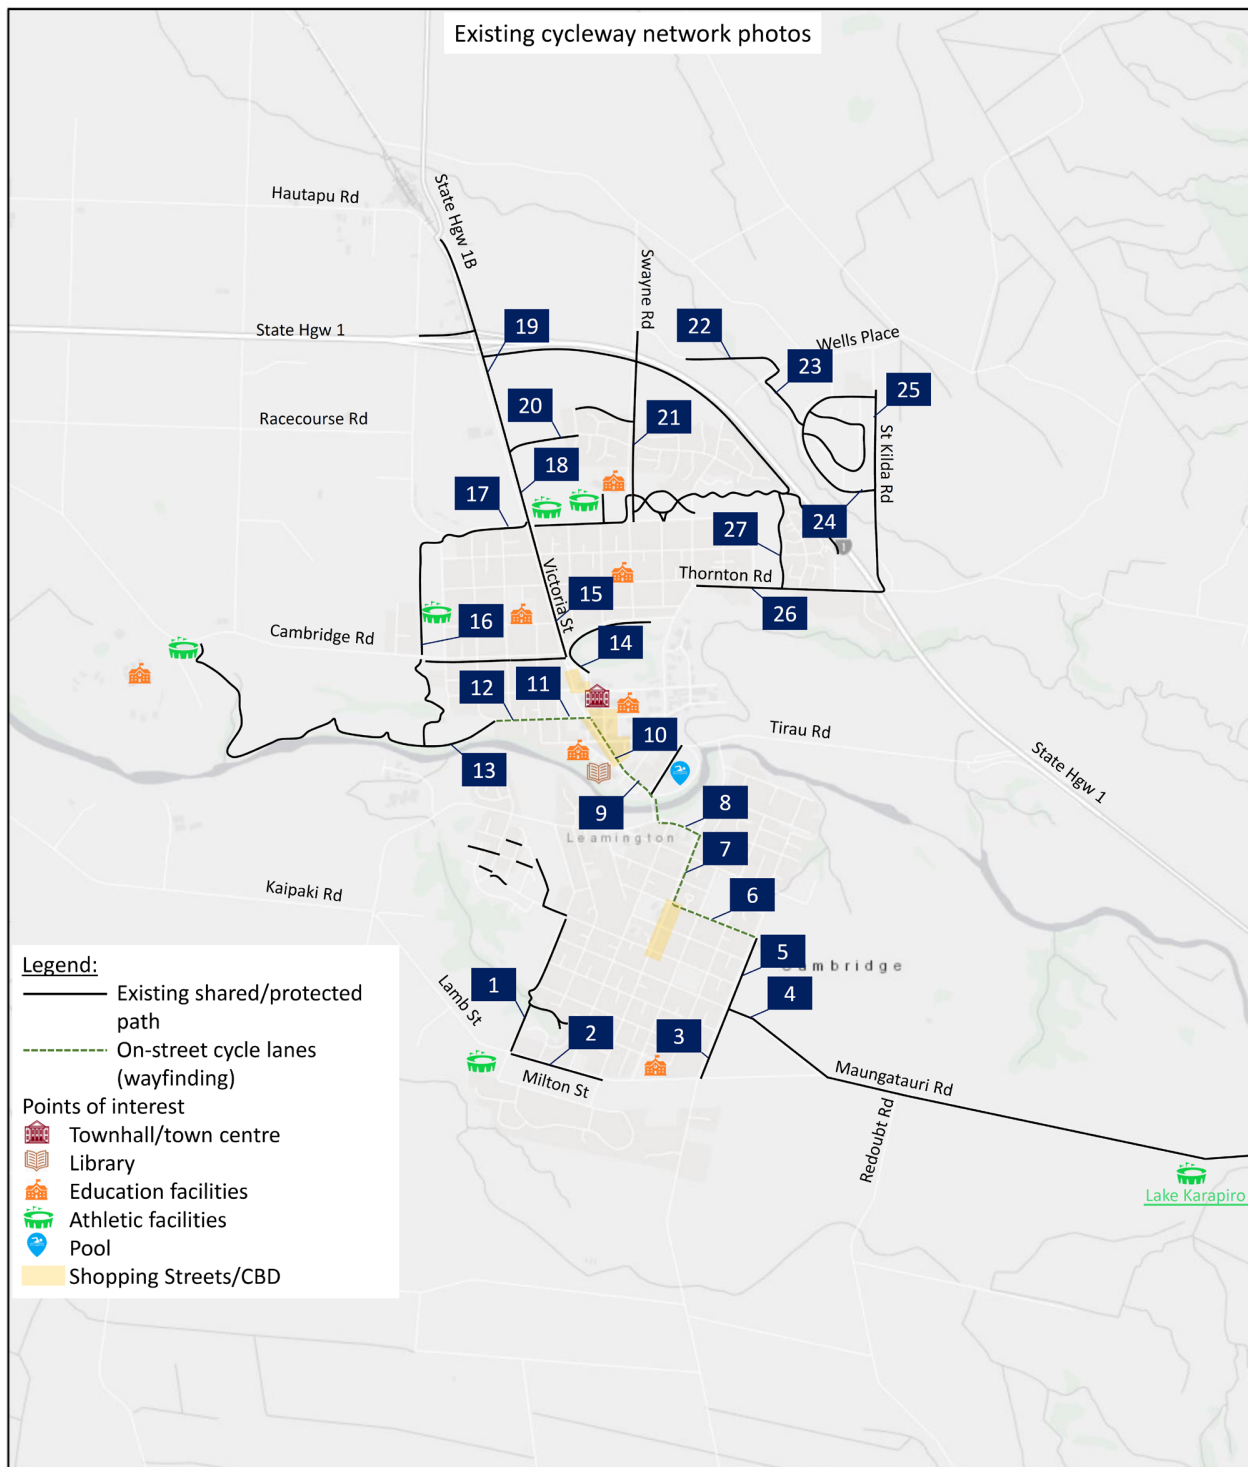 Existing cycleway network photos
Hautapu Rd
State Hgw 1B
Swayne Rd
State Hgw 1
19
22
Wells Place
23
25
20
Racecourse Rd
21
St Kilda Rd
18
17
24
27
1
Victoria St
Thornton Rd
15
26
16
Cambridge Rd
14
12
11
10
Tirau Rd
13
State Hgw 1
9
8
Leamington
7
Kaipaki Rd
6
5
Cambridge
4
1
Lamb St
2
3
Milton St
Maungatauri Rd
Redoubt Rd
Lake Karapiro
Legend:
Existing shared/protected
path
On-street cycle lanes
(wayfinding)
Points of interest
Townhall/town centre
Library
Education facilities
Athletic facilities
Pool
Shopping Streets/CBD